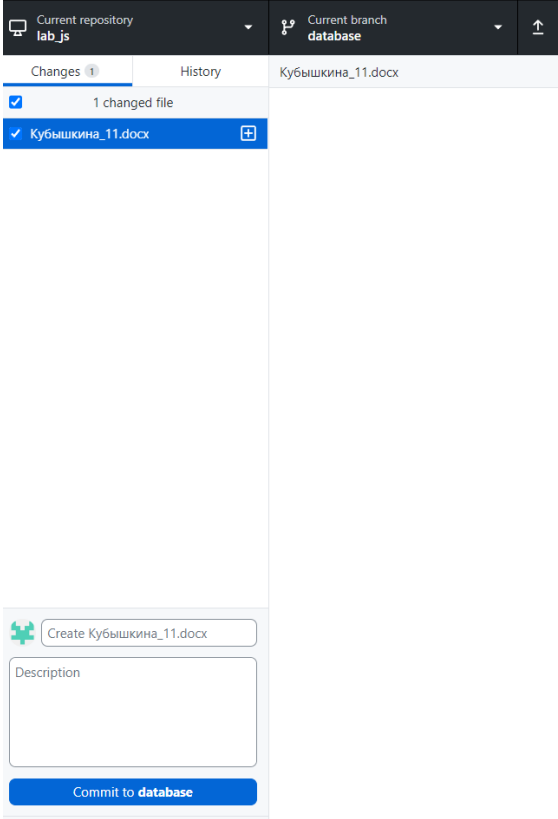 Current repository
lab_js
Current branch
database
Changes 1
History
1 changed file
Кубышкина_11.docx
Кубышкина_11.docx
Create Кубышкина_11.docx
Description
Commit to database